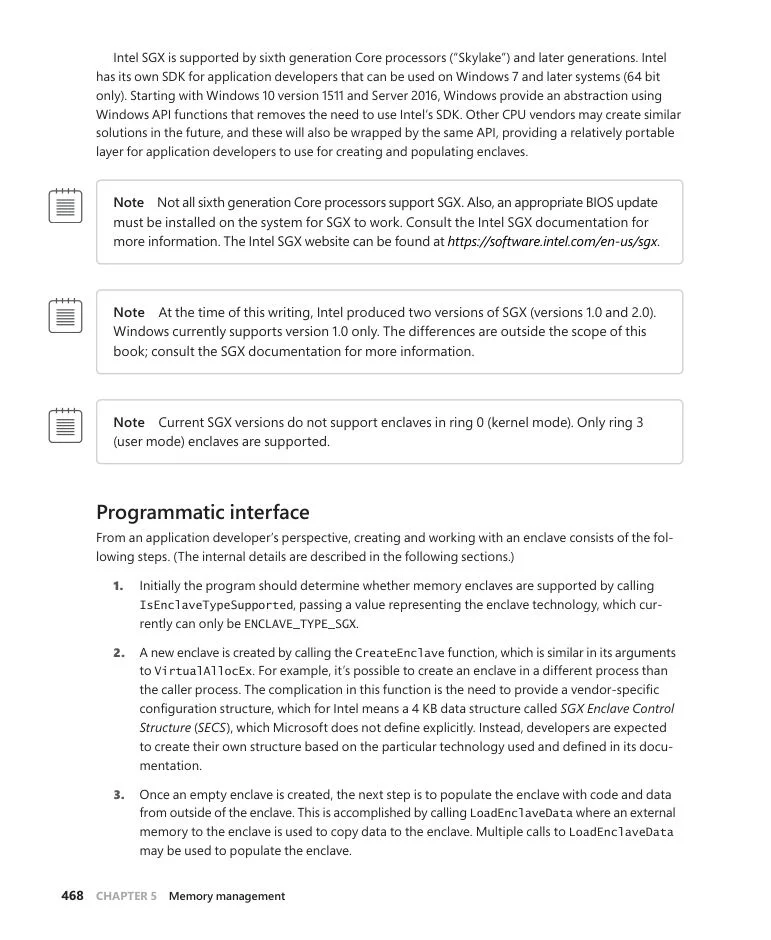 Intel SGX is supported by sixth generation Core processors (“Skylake”) and later generations. Intel
has its own SDK for application developers that can be used on Windows 7 and later systems (64 bit
only). Starting with Windows 10 version 1511 and Server 2016, Windows provide an abstraction using
Windows API functions that removes the need to use Intel’s SDK. Other CPU vendors may create similar
solutions in the future, and these will also be wrapped by the same API, providing a relatively portable
layer for application developers to use for creating and populating enclaves.
Note Not all sixth generation Core processors support SGX. Also, an appropriate BIOS update
must be installed on the system for SGX to work. Consult the Intel SGX documentation for
more information. The Intel SGX website can be found at https://software.intel.com/en-us/sgx.
Note At the time of this writing, Intel produced two versions of SGX (versions 1.0 and 2.0).
Windows currently supports version 1.0 only. The differences are outside the scope of this
book; consult the SGX documentation for more information.
Note Current SGX versions do not support enclaves in ring 0 (kernel mode). Only ring 3
(user mode) enclaves are supported.
Programmatic interface
From an application developer’s perspective, creating and working with an enclave consists of the fol-
lowing steps. (The internal details are described in the following sections.)
1. Initially the program should determine whether memory enclaves are supported by calling
IsEnclaveTypeSupported, passing a value representing the enclave technology, which cur-
rently can only be ENCLAVE_TYPE_SGX.
2. A new enclave is created by calling the CreateEnclave function, which is similar in its arguments
to VirtualAllocEx. For example, it’s possible to create an enclave in a different process than
the caller process. The complication in this function is the need to provide a vendor-specific
configuration structure, which for Intel means a 4 KB data structure called SGX Enclave Control
Structure (SECS), which Microsoft does not define explicitly. Instead, developers are expected
to create their own structure based on the particular technology used and defined in its docu-
mentation.
3. Once an empty enclave is created, the next step is to populate the enclave with code and data
from outside of the enclave. This is accomplished by calling LoadEnclaveData where an external
memory to the enclave is used to copy data to the enclave. Multiple calls to LoadEnclaveData
may be used to populate the enclave.
468 CHAPTER 5 Memory management